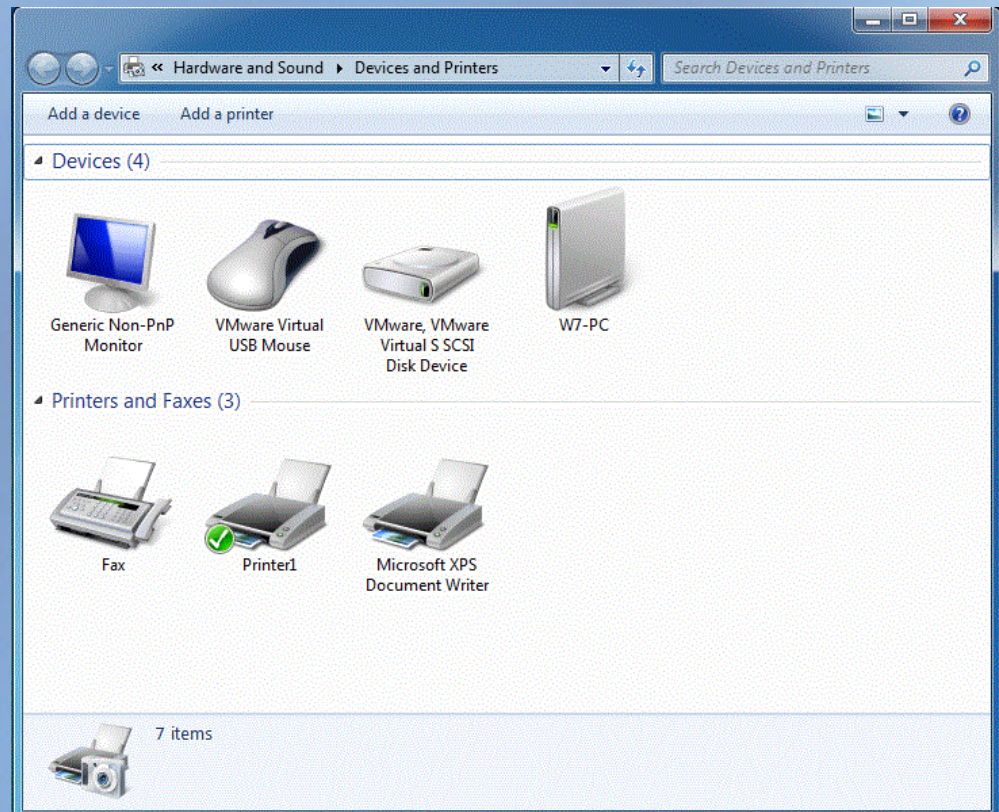 « Hardware and Sound ▸ Devices and Printers
Search Devices and Printers
Add a device Add a printer
Devices (4)
Generic Non-PnP
Monitor
VMware Virtual
USB Mouse
VMware, VMware
Virtual S SCSI
Disk Device
W7-PC
Printers and Faxes (3)
Fax
Printer1
Microsoft XPS
Document Writer
7 items